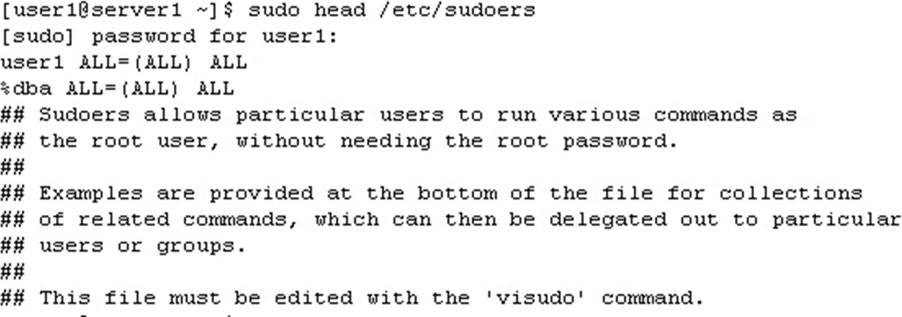 [user1@server1 ~]$ sudo head /etc/sudoers
[sudo] password for user1:
user1 ALL=(ALL) ALL
%dba ALL=(ALL) ALL
## Sudoers allows particular users to run various commands as
## the root user, without needing the root password.
##
## Examples are provided at the bottom of the file for collections
## of related commands, which can then be delegated out to particular
## users or groups.
##
## This file must be edited with the 'visudo' command.